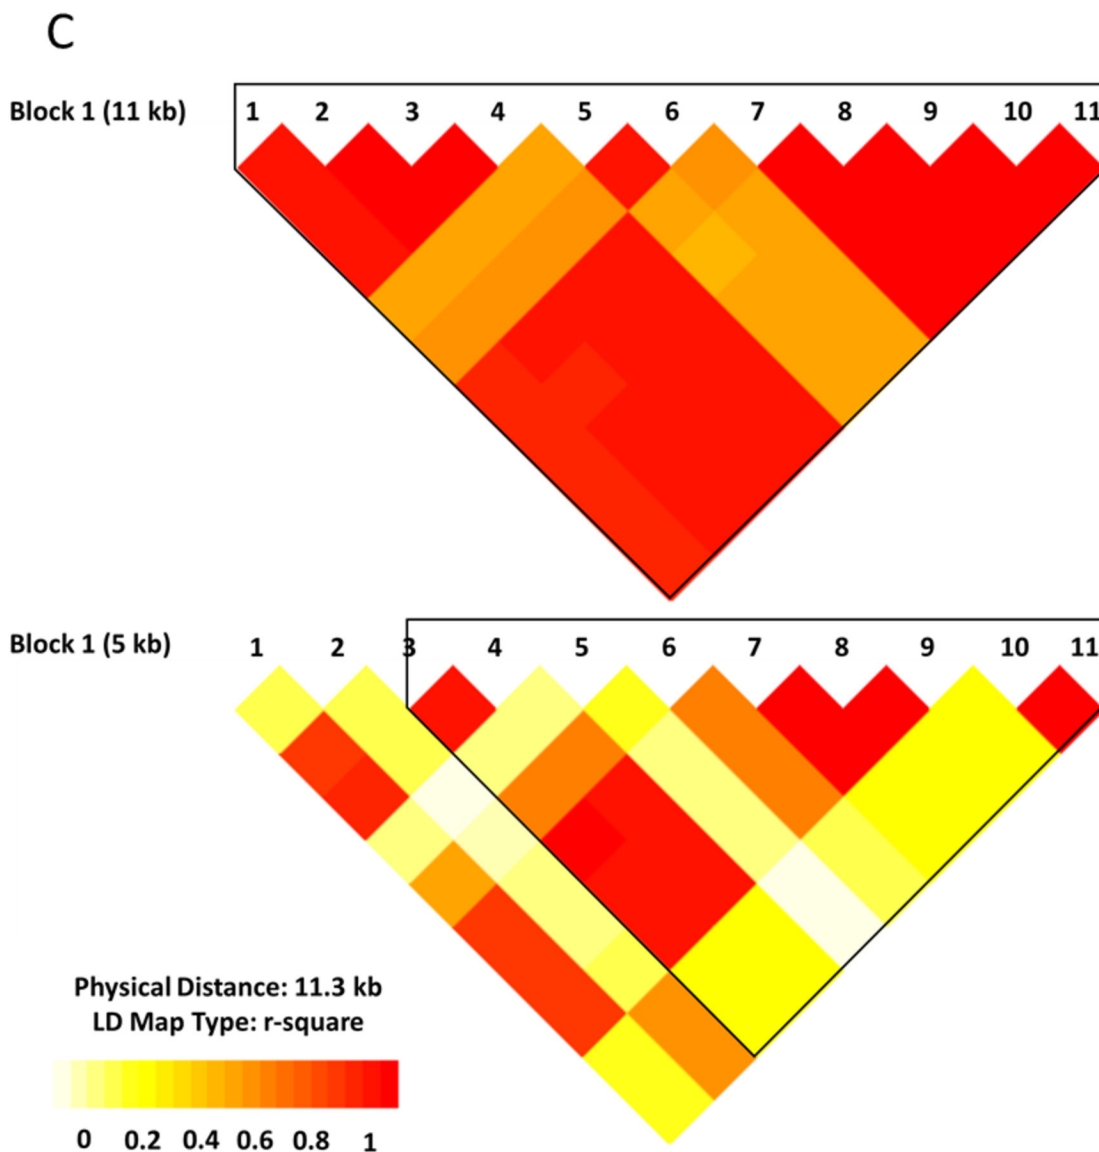 C
Block 1 (11 kb) 1 2 3 4 5 6 7 8 9 10 11
Block 1 (5 kb) 1 2 3 4 5 6 7 8 9 10 11
Physical Distance: 11.3 kb
LD Map Type: r-square
0 0.2 0.4 0.6 0.8 1